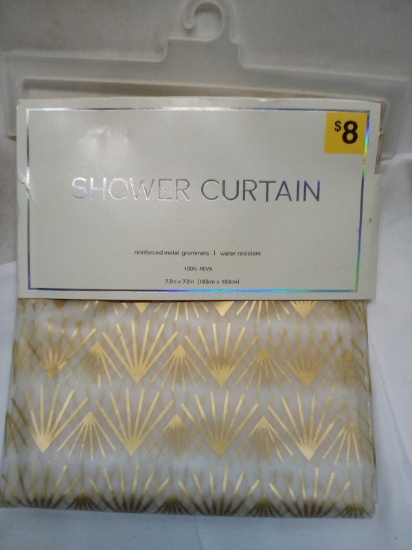 $8
SHOWER CURTAIN
reinforced metal grommets | water resistant
100% PEVA
72in x 72in (183cm x 183cm)